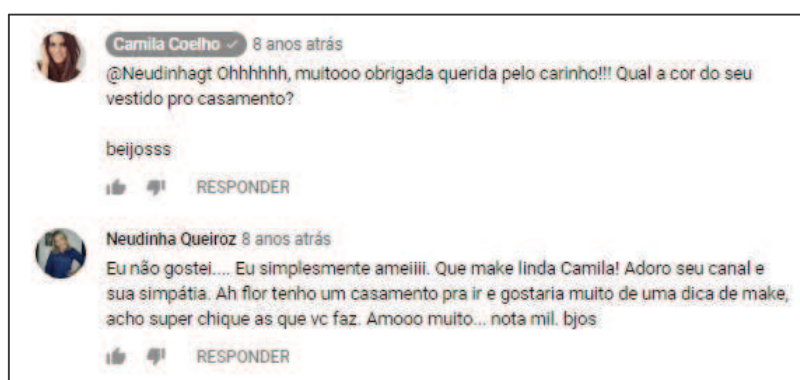 Camila Coelho ✓ 8 anos atrás
@Neudinhagt Ohhhhhh, muitooo obrigada querida pelo carinho!!! Qual a cor do seu
vestido pro casamento?
beijosss
RESPONDER
Neudinha Queiroz 8 anos atrás
Eu não gostei.... Eu simplesmente ameiiii. Que make linda Camila! Adoro seu canal e
sua simpátia. Ah flor tenho um casamento pra ir e gostaria muito de uma dica de make,
acho super chique as que vc faz. Amooo muito... nota mil. bjos
RESPONDER